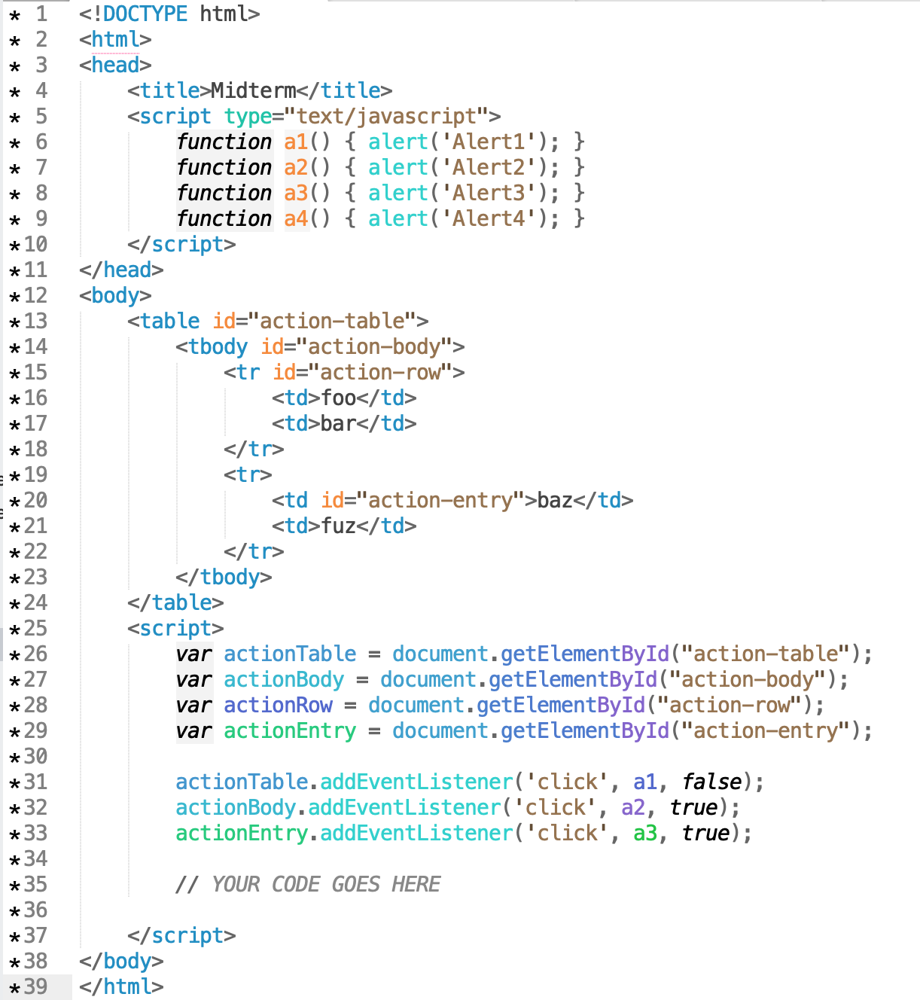 * 1 <!DOCTYPE html>
* 2 <html>
* 3 <head>
* 4     <title>Midterm</title>
* 5     <script type="text/javascript">
* 6         function a1() { alert('Alert1'); }
* 7         function a2() { alert('Alert2'); }
* 8         function a3() { alert('Alert3'); }
* 9         function a4() { alert('Alert4'); }
*10     </script>
*11 </head>
*12 <body>
*13     <table id="action-table">
*14         <tbody id="action-body">
*15             <tr id="action-row">
*16                 <td>foo</td>
*17                 <td>bar</td>
*18             </tr>
*19             <tr>
*20                 <td id="action-entry">baz</td>
*21                 <td>fuz</td>
*22             </tr>
*23         </tbody>
*24     </table>
*25     <script>
*26         var actionTable = document.getElementById("action-table");
*27         var actionBody = document.getElementById("action-body");
*28         var actionRow = document.getElementById("action-row");
*29         var actionEntry = document.getElementById("action-entry");
*30
*31         actionTable.addEventListener('click', a1, false);
*32         actionBody.addEventListener('click', a2, true);
*33         actionEntry.addEventListener('click', a3, true);
*34
*35         // YOUR CODE GOES HERE
*36
*37     </script>
*38 </body>
*39 </html>